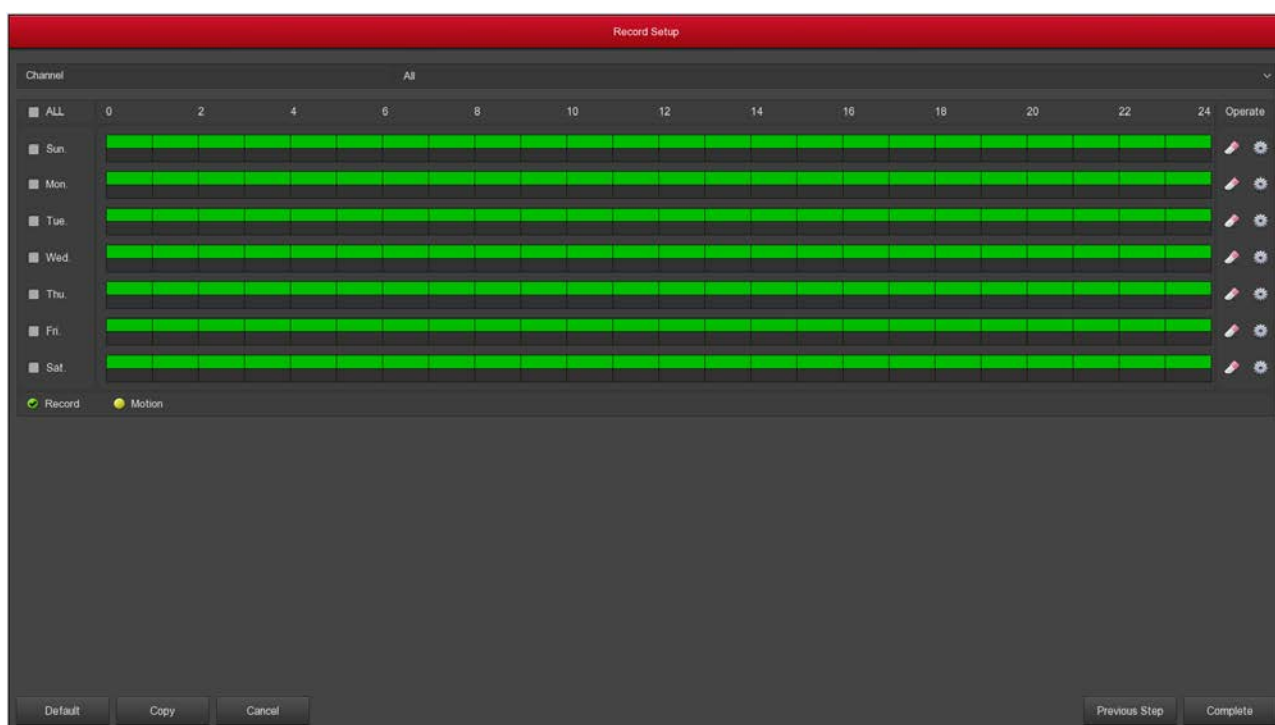 Record Setup
Channel All
ALL 0 2 4 6 8 10 12 14 16 18 20 22 24 Operate
Sun.
Mon.
Tue.
Wed.
Thu.
Fri.
Sat.
Record Motion
Default Copy Cancel Previous Step Complete